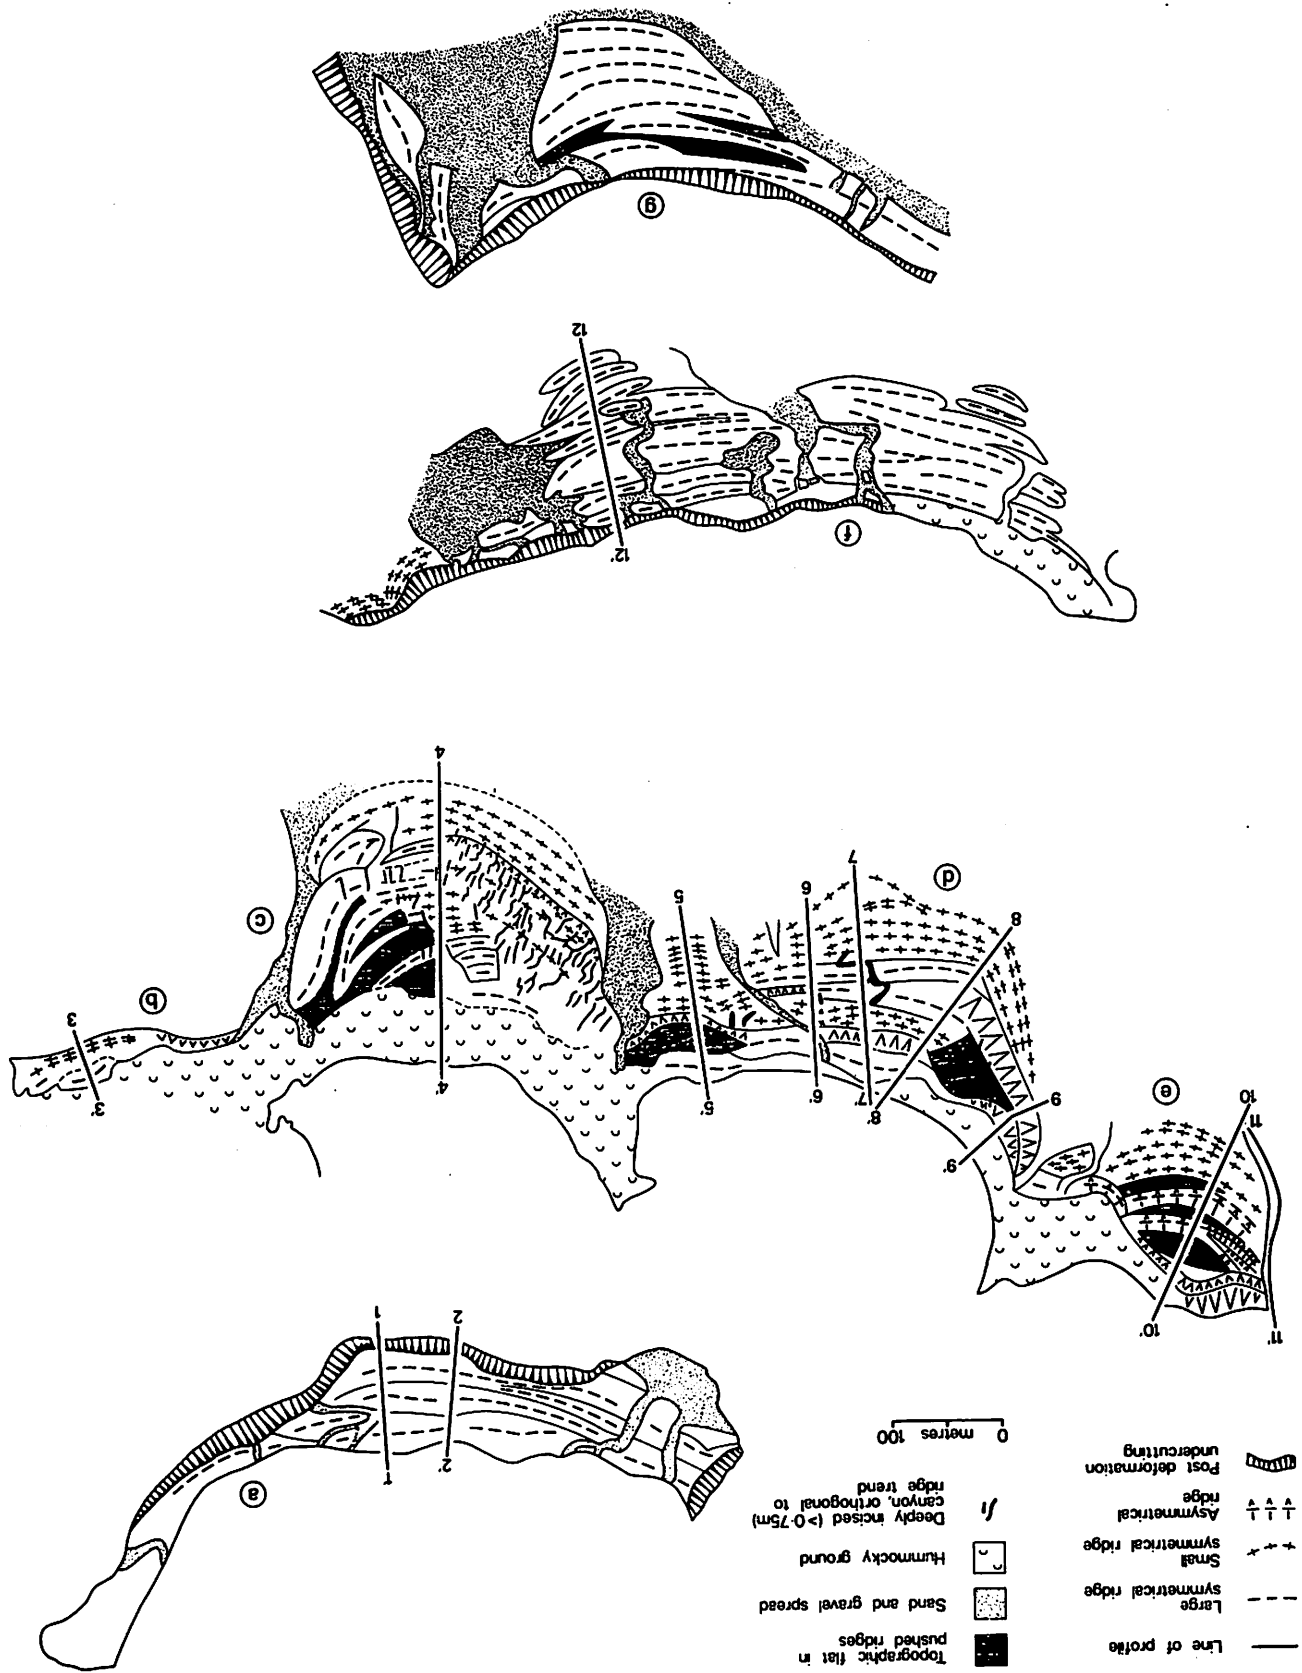 Line of profile
Large
symmetrical ridge
Small
symmetrical ridge
Asymmetrical
ridge
Post deformation
undercutting
Topographic flat in
pushed ridges
Sand and gravel spread
Hummocky ground
Deeply incised (>0·75m)
canyon, orthogonal to
ridge trend
0 metres 100
a
1'
2'
2
1
11'
10'
11
10
e
9'
9
8'
7'
6'
5'
4'
3'
3
b
c
8
d
7
6
5
4
f
12'
12
g